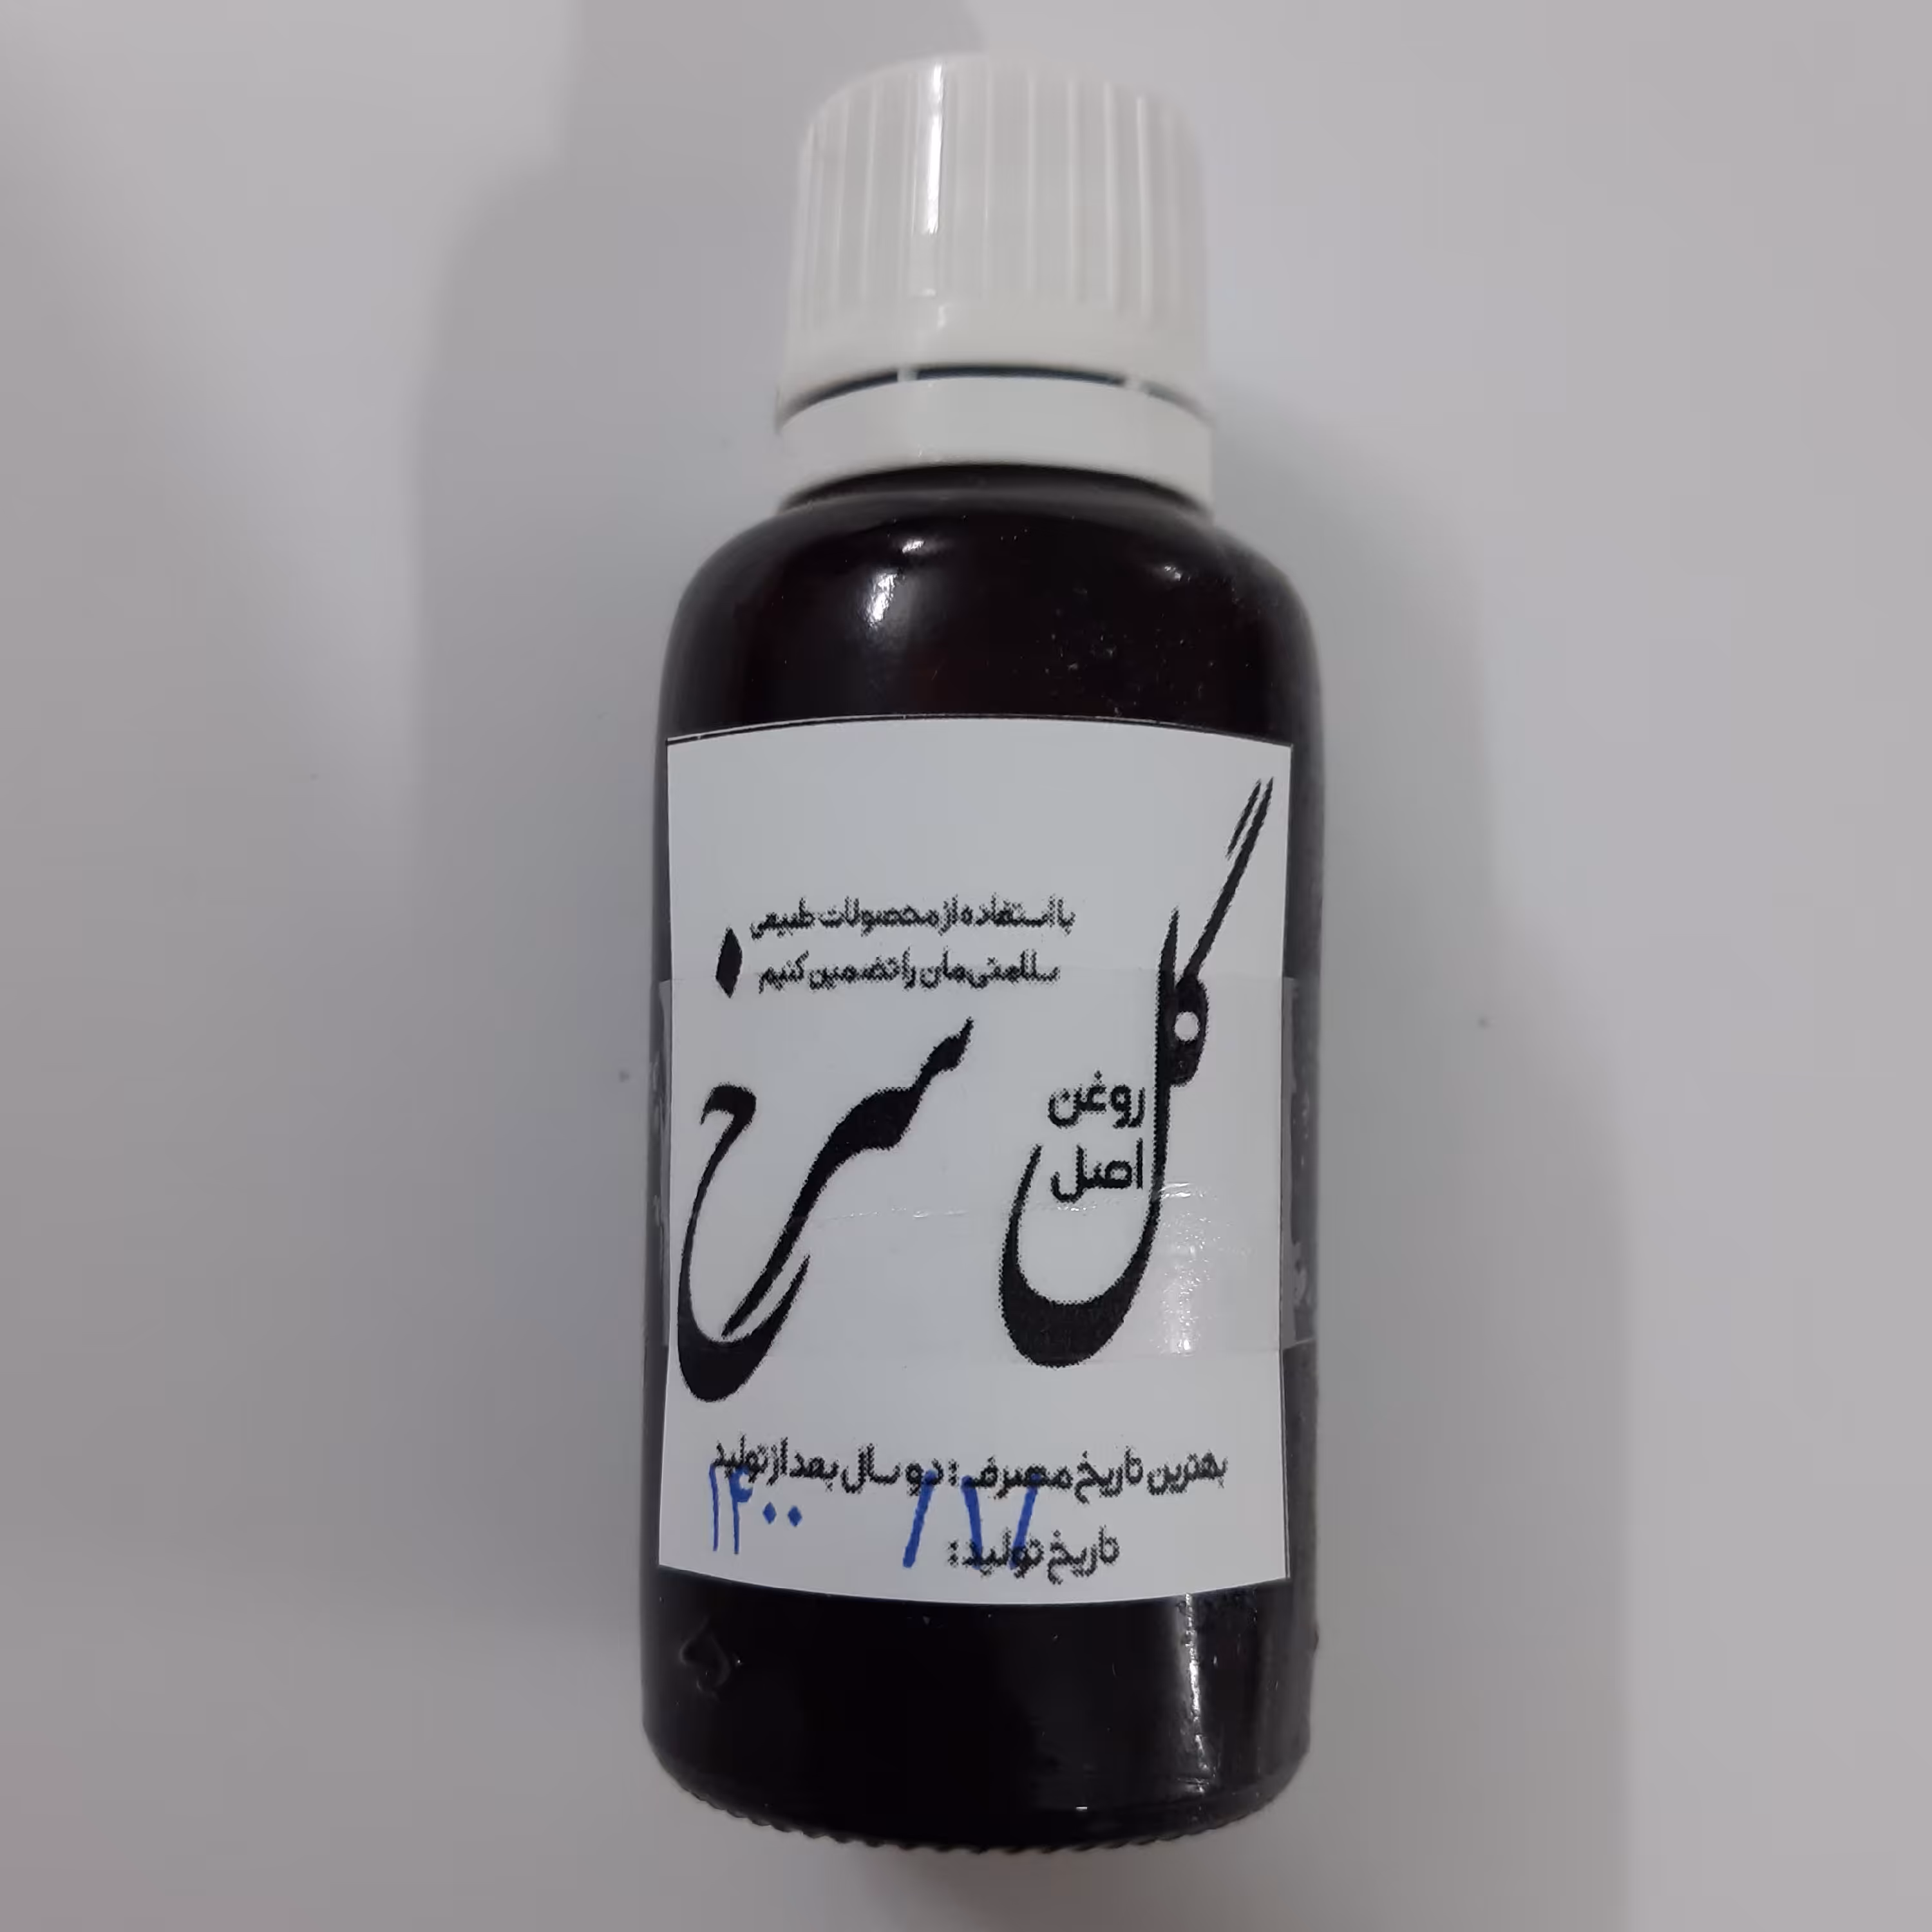 با استفاده از محصولات طبیعی
سلامتی‌مان را تضمین کنیم
گل سرخ
روغن
اصل
بهترین تاریخ مصرف: دو سال بعد از تولید
تاریخ تولید:
۱۴۰۰ / ۱ /